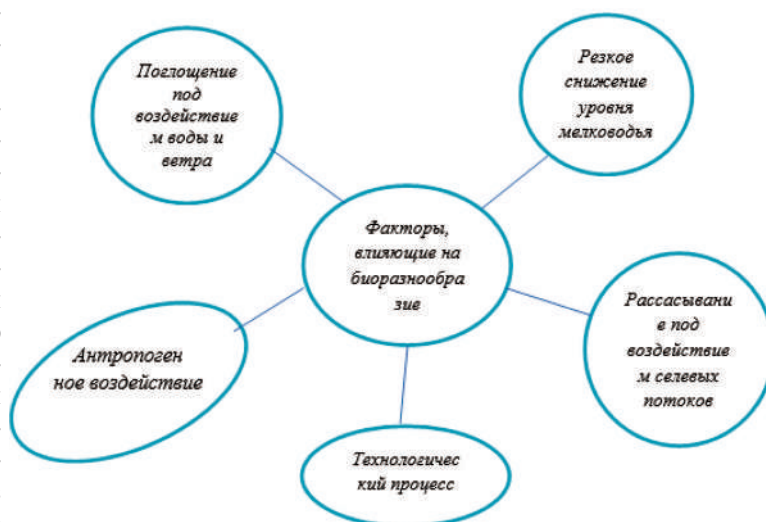 Поглощение
под
воздействие
м воды и
ветра
Резкое
снижение
уровня
мелководья
Факторы,
влияющие на
биоразнообра
зие
Рассасывани
е под
воздействие
м селевых
потоков
Антропоген
ное воздействие
Технологичес
кий процесс